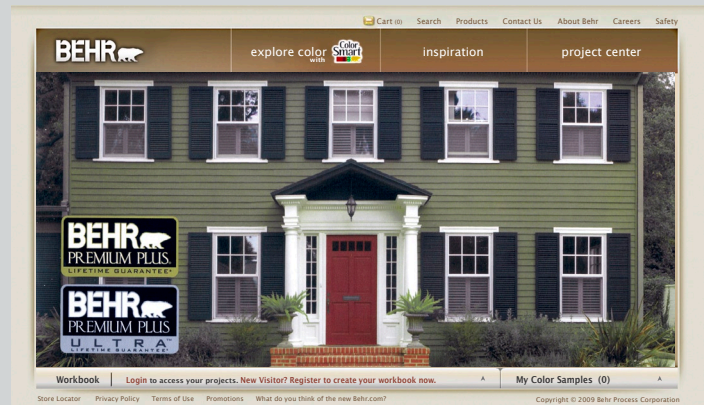 Cart (0) Search Products Contact Us About Behr Careers Safety
BEHR
explore color with Color Smart
inspiration
project center
BEHR
PREMIUM PLUS.
LIFETIME GUARANTEE*
BEHR
PREMIUM PLUS
ULTRA™
LIFETIME GUARANTEE*
Workbook | Login to access your projects. New Visitor? Register to create your workbook now.
My Color Samples (0)
Store Locator Privacy Policy Terms of Use Promotions What do you think of the new Behr.com?
Copyright © 2009 Behr Process Corporation